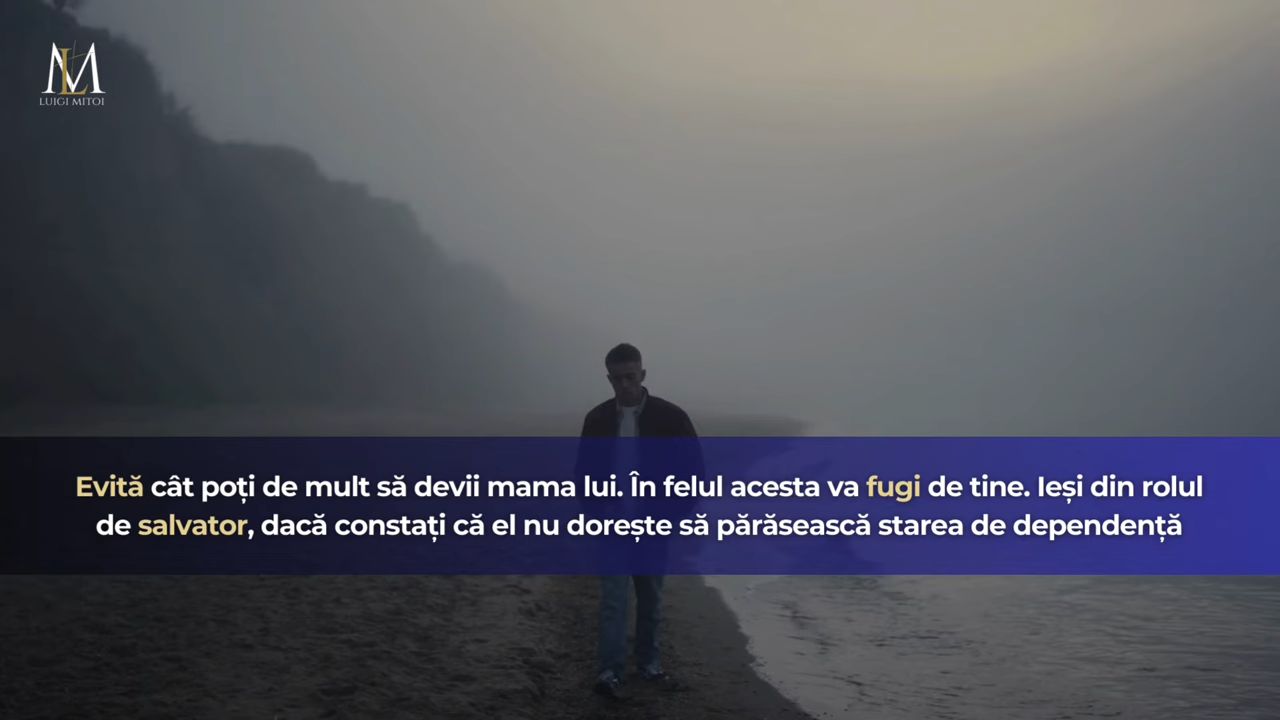 LM
LUIGI MITOI
Evită cât poți de mult să devii mama lui. În felul acesta va fugi de tine. Ieși din rolul
de salvator, dacă constați că el nu dorește să părăsească starea de dependență